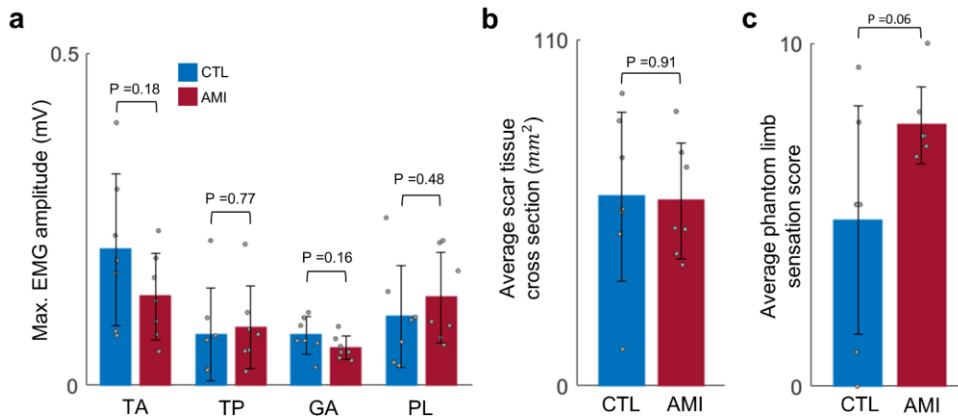 a
Max. EMG amplitude (mV)
0.5
0
CTL
AMI
P =0.18
P =0.77
P =0.16
P =0.48
TA
TP
GA
PL
b
Average scar tissue
cross section (mm²)
110
0
P =0.91
CTL
AMI
c
Average phantom limb
sensation score
10
0
P =0.06
CTL
AMI